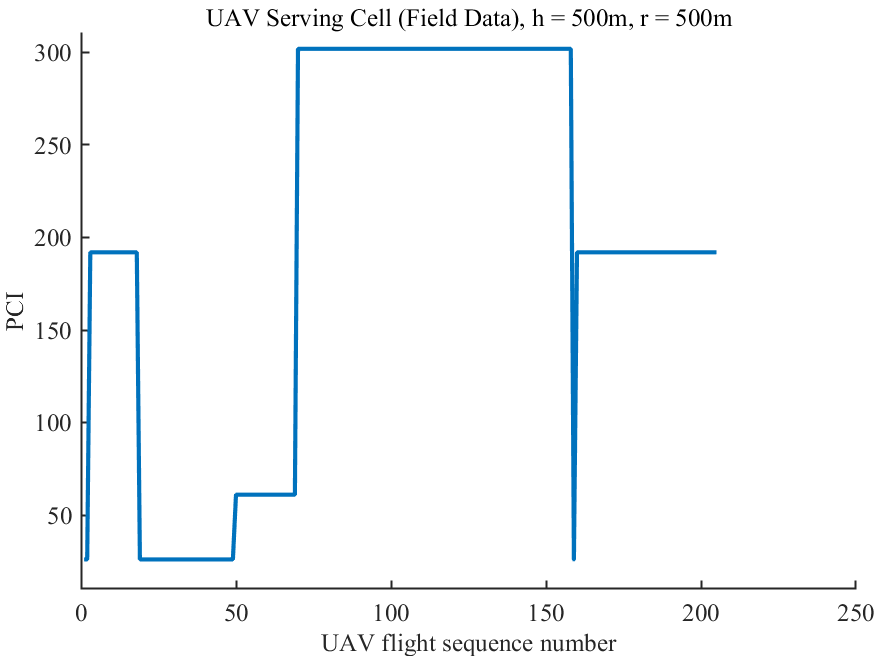 UAV Serving Cell (Field Data), h = 500m, r = 500m
300
250
200
150
100
50
PCI
0 50 100 150 200 250
UAV flight sequence number